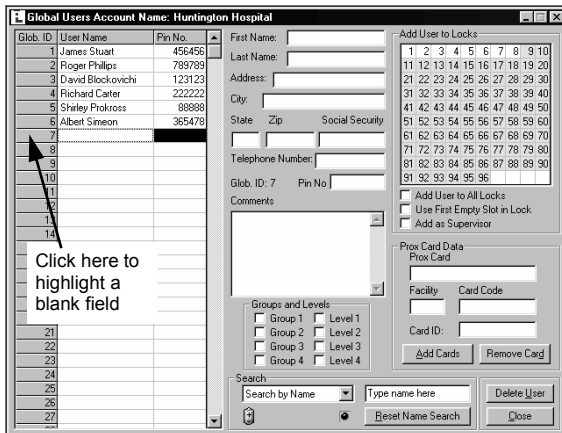 Global Users Account Name: Huntington Hospital
Glob. ID User Name Pin No.
1 James Stuart 456456
2 Roger Phillips 789789
3 David Blockovichi 123123
4 Richard Carter 222222
5 Shirley Prokross 88888
6 Albert Simeon 365478
7
8
9
10
11
12
13
14
Click here to
highlight a
blank field
21
22
23
24
25
26
27
First Name:
Last Name:
Address:
City:
State Zip Social Security
Telephone Number:
Glob. ID: 7 Pin No
Comments
Groups and Levels
Group 1 Level 1
Group 2 Level 2
Group 3 Level 3
Group 4 Level 4
Search
Search by Name Type name here
Reset Name Search
Add User to Locks
1 2 3 4 5 6 7 8 9 10
11 12 13 14 15 16 17 18 19 20
21 22 23 24 25 26 27 28 29 30
31 32 33 34 35 36 37 38 39 40
41 42 43 44 45 46 47 48 49 50
51 52 53 54 55 56 57 58 59 60
61 62 63 64 65 66 67 68 69 70
71 72 73 74 75 76 77 78 79 80
81 82 83 84 85 86 87 88 89 90
91 92 93 94 95 96
Add User to All Locks
Use First Empty Slot in Lock
Add as Supervisor
Prox Card Data
Prox Card
Facility Card Code
Card ID:
Add Cards Remove Card
Delete User
Close